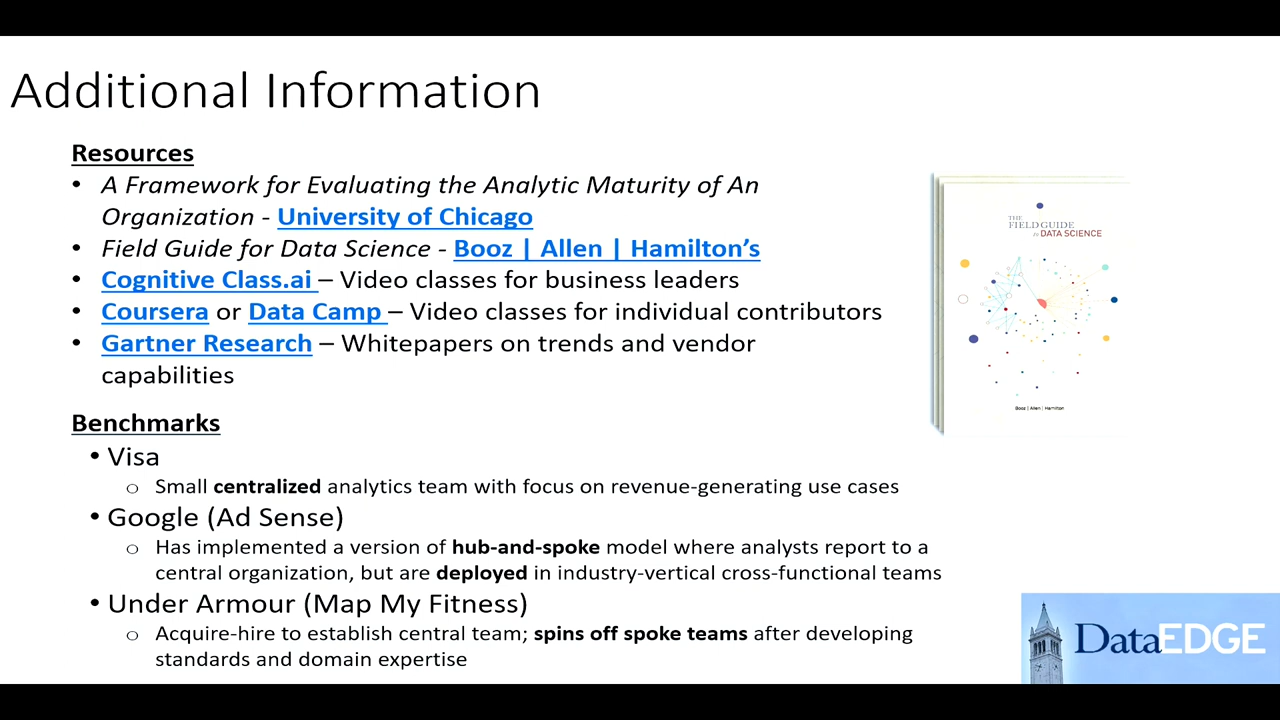 Additional Information
Resources
• A Framework for Evaluating the Analytic Maturity of An
Organization - University of Chicago
• Field Guide for Data Science - Booz | Allen | Hamilton’s
• Cognitive Class.ai – Video classes for business leaders
• Coursera or Data Camp – Video classes for individual contributors
• Gartner Research – Whitepapers on trends and vendor
capabilities
Benchmarks
• Visa
o Small centralized analytics team with focus on revenue-generating use cases
• Google (Ad Sense)
o Has implemented a version of hub-and-spoke model where analysts report to a
central organization, but are deployed in industry-vertical cross-functional teams
• Under Armour (Map My Fitness)
o Acquire-hire to establish central team; spins off spoke teams after developing
standards and domain expertise
THE
FIELD GUIDE
to DATA SCIENCE
Booz | Allen | Hamilton
DataEDGE